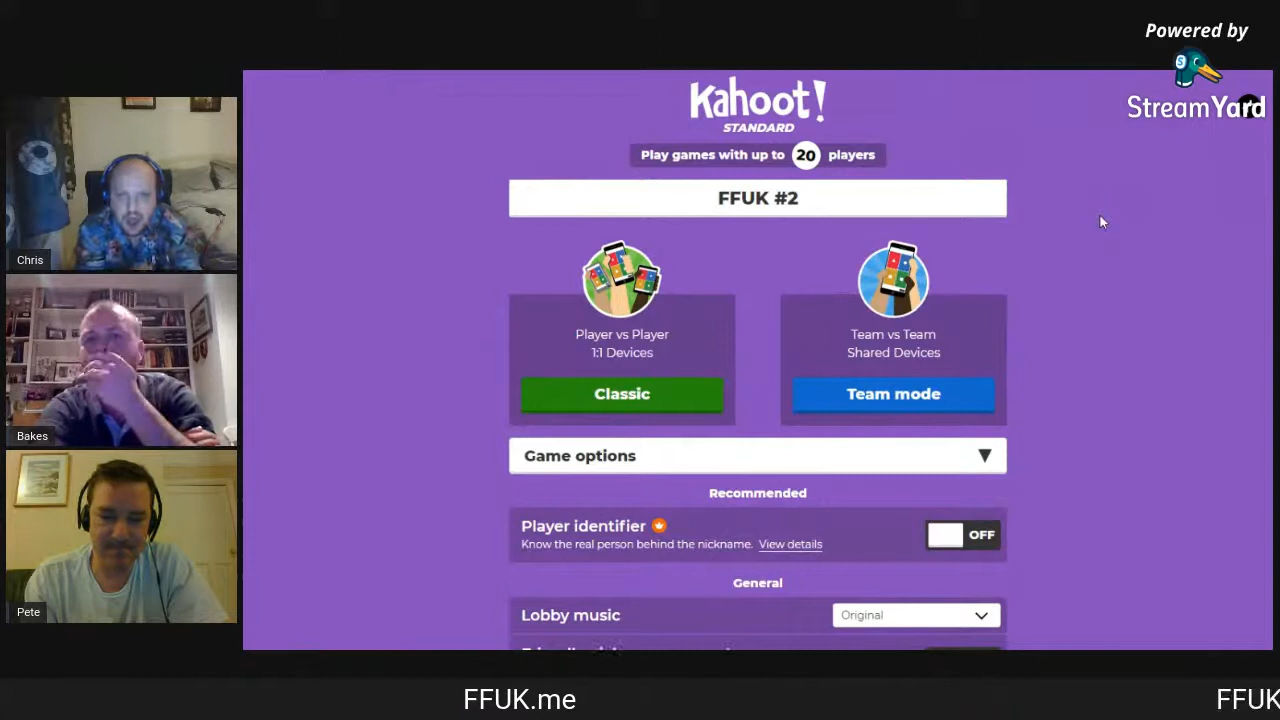 Powered by
StreamYard
Kahoot!
STANDARD
Play games with up to 20 players
FFUK #2
Player vs Player
1:1 Devices
Classic
Team vs Team
Shared Devices
Team mode
Game options
Recommended
Player identifier
Know the real person behind the nickname. View details
OFF
General
Lobby music
Original
Chris
Bakes
Pete
FFUK.me
FFUK